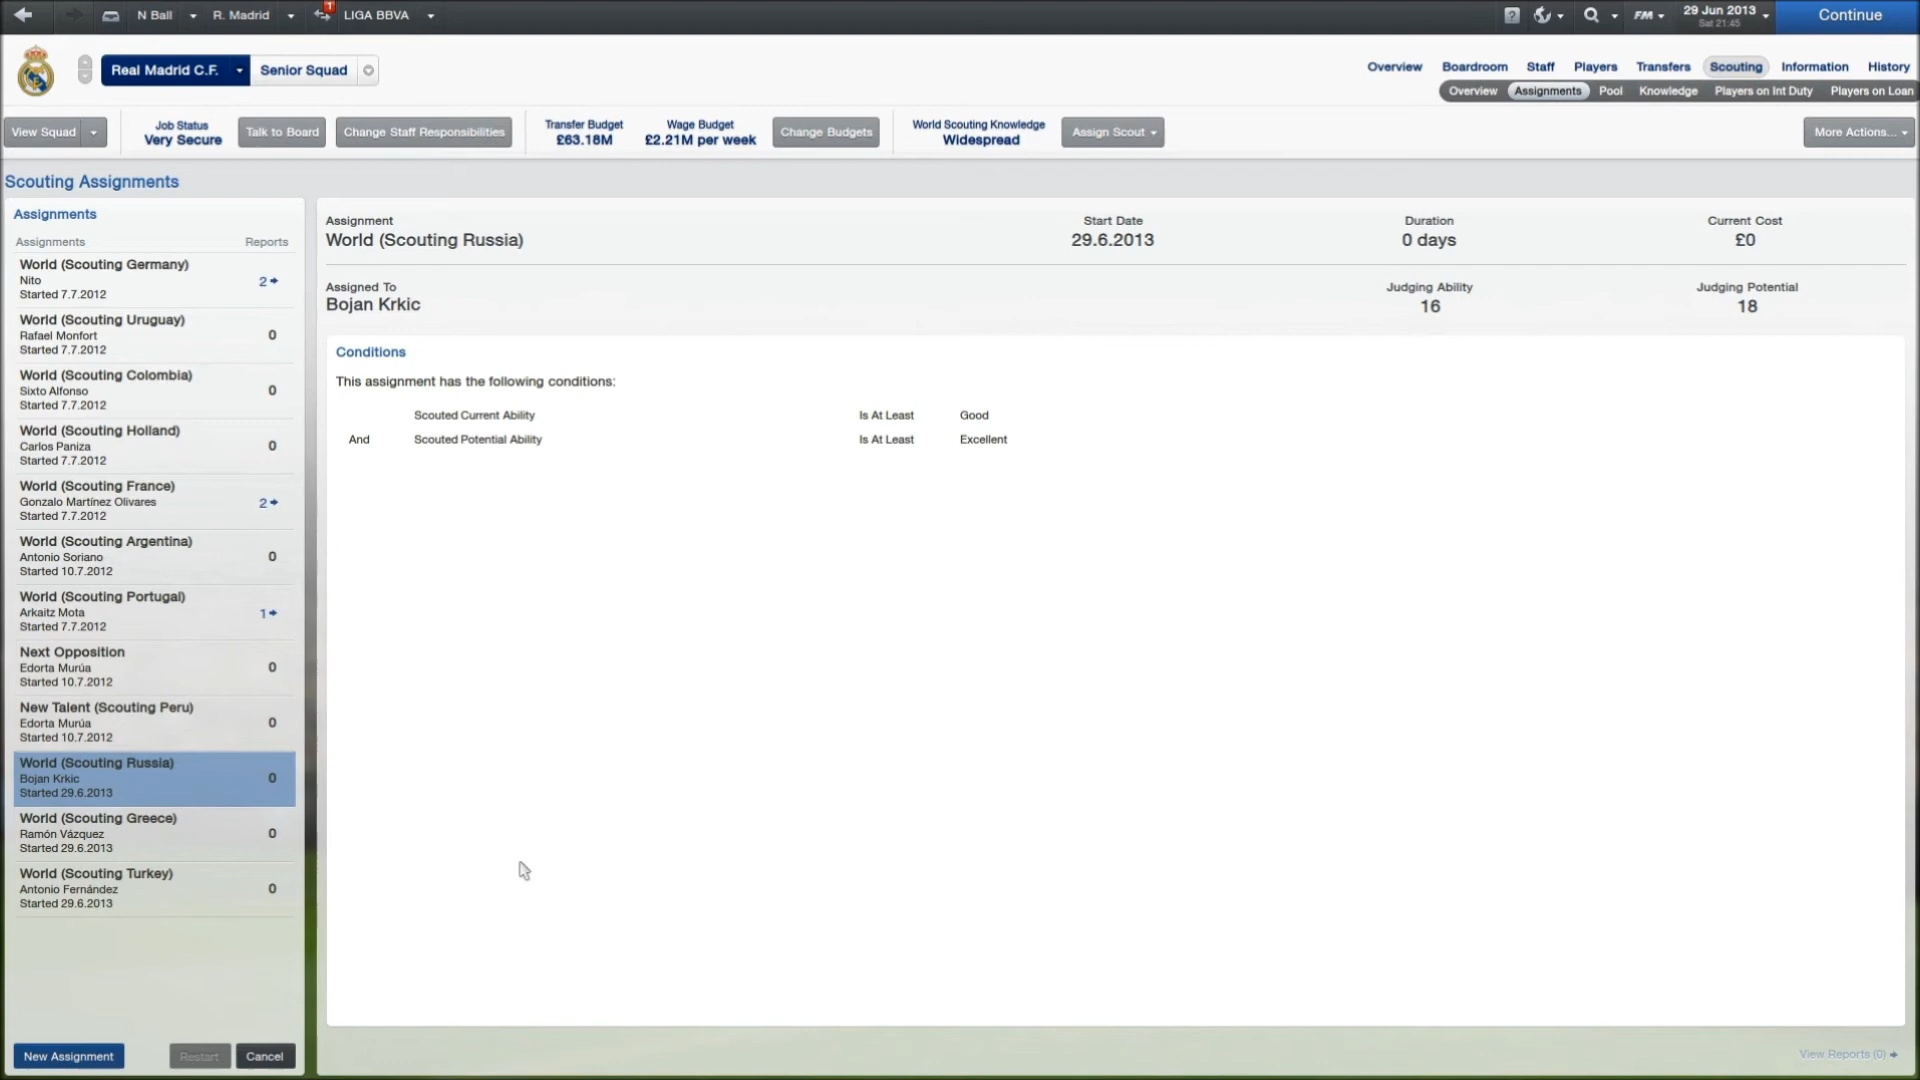 N Ball
R. Madrid
1
LIGA BBVA
?
FM
29 Jun 2013
Sat 21:45
Continue
Real Madrid C.F.
Senior Squad
Overview Boardroom Staff Players Transfers Scouting Information History
Overview Assignments Pool Knowledge Players on Int Duty Players on Loan
View Squad
Job Status
Very Secure
Talk to Board
Change Staff Responsibilities
Transfer Budget
£63.18M
Wage Budget
£2.21M per week
Change Budgets
World Scouting Knowledge
Widespread
Assign Scout
More Actions...
Scouting Assignments
Assignments
Assignments Reports
World (Scouting Germany)
Nito 2
Started 7.7.2012
World (Scouting Uruguay)
Rafael Monfort 0
Started 7.7.2012
World (Scouting Colombia)
Sixto Alfonso 0
Started 7.7.2012
World (Scouting Holland)
Carlos Paniza 0
Started 7.7.2012
World (Scouting France)
Gonzalo Martínez Olivares 2
Started 7.7.2012
World (Scouting Argentina)
Antonio Soriano 0
Started 10.7.2012
World (Scouting Portugal)
Arkaitz Mota 1
Started 7.7.2012
Next Opposition
Edorta Murúa 0
Started 10.7.2012
New Talent (Scouting Peru)
Edorta Murúa 0
Started 10.7.2012
World (Scouting Russia)
Bojan Krkic 0
Started 29.6.2013
World (Scouting Greece)
Ramón Vázquez 0
Started 29.6.2013
World (Scouting Turkey)
Antonio Fernández 0
Started 29.6.2013
New Assignment
Restart
Cancel
Assignment
World (Scouting Russia)
Start Date
29.6.2013
Duration
0 days
Current Cost
£0
Assigned To
Bojan Krkic
Judging Ability
16
Judging Potential
18
Conditions
This assignment has the following conditions:
Scouted Current Ability Is At Least Good
And Scouted Potential Ability Is At Least Excellent
View Reports (0)